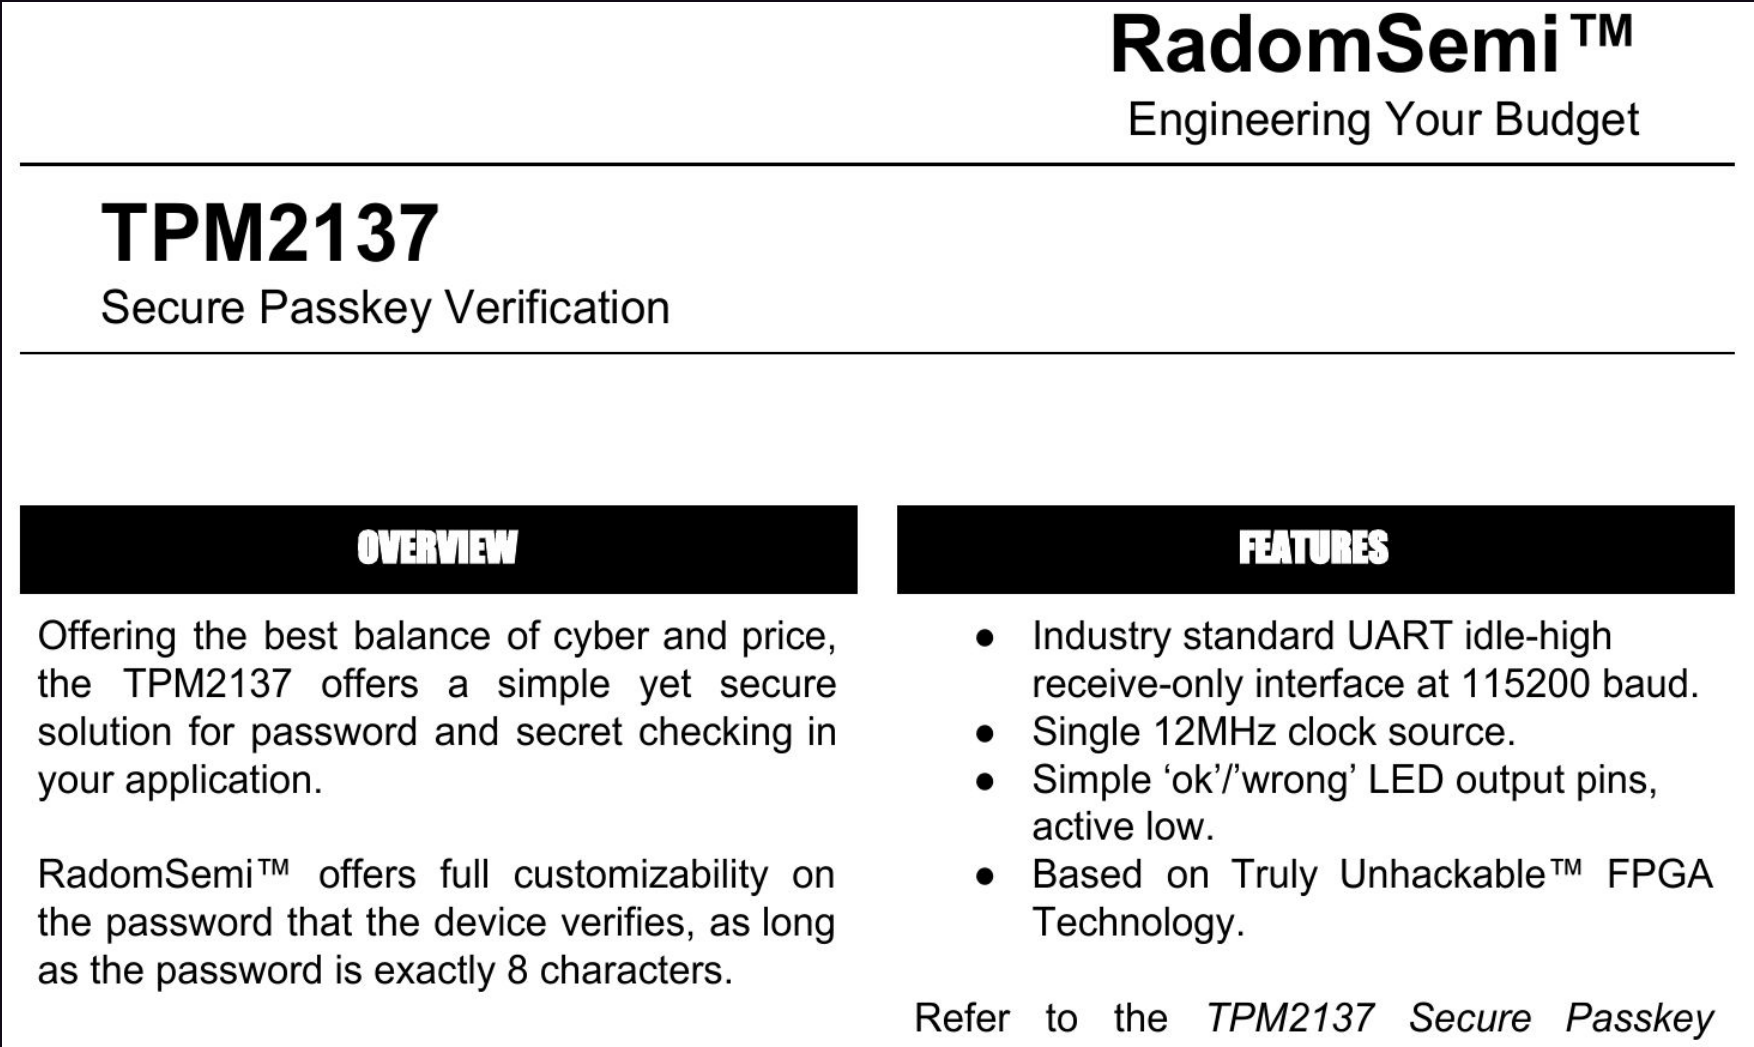 RadomSemi™
Engineering Your Budget
TPM2137
Secure Passkey Verification
OVERVIEW
Offering the best balance of cyber and price,
the TPM2137 offers a simple yet secure
solution for password and secret checking in
your application.
RadomSemi™ offers full customizability on
the password that the device verifies, as long
as the password is exactly 8 characters.
FEATURES
● Industry standard UART idle-high
receive-only interface at 115200 baud.
● Single 12MHz clock source.
● Simple ‘ok’/’wrong’ LED output pins,
active low.
● Based on Truly Unhackable™ FPGA
Technology.
Refer to the TPM2137 Secure Passkey